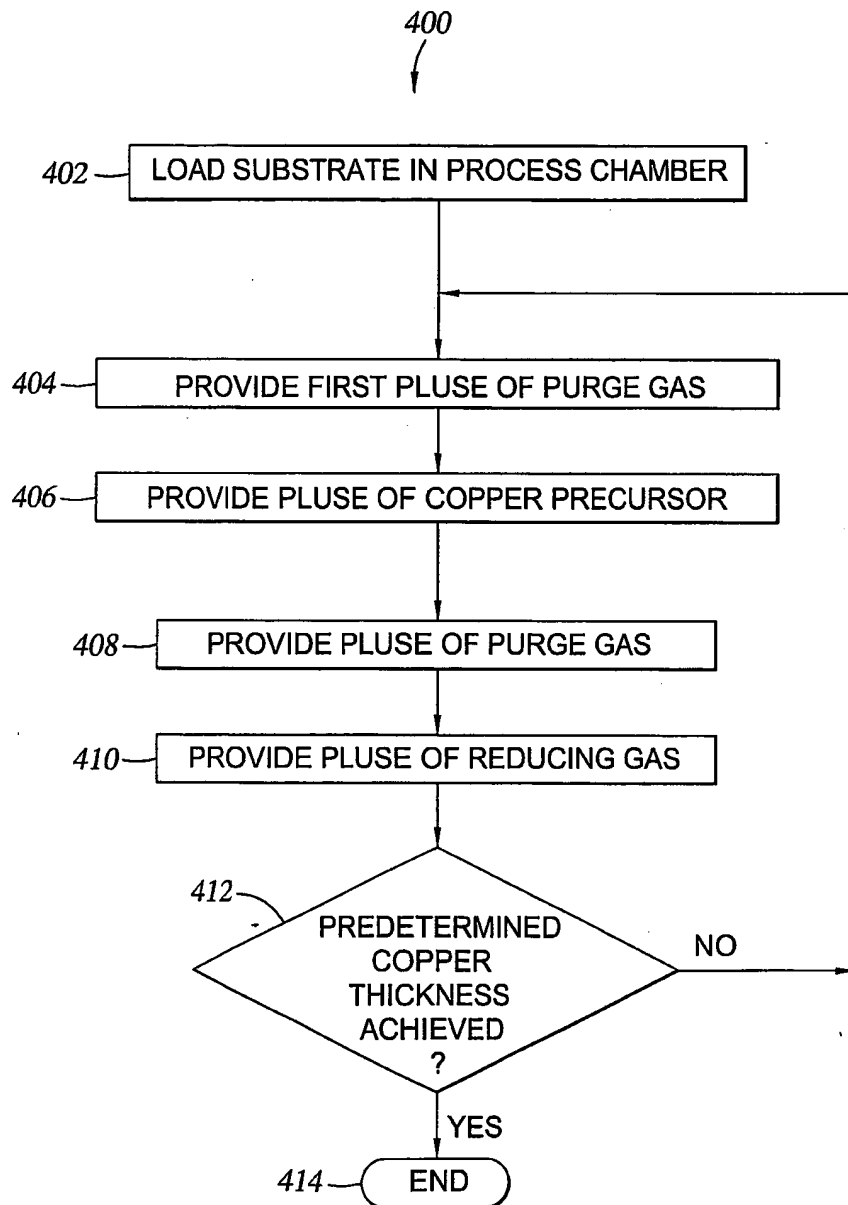 400
402 LOAD SUBSTRATE IN PROCESS CHAMBER
404 PROVIDE FIRST PLUSE OF PURGE GAS
406 PROVIDE PLUSE OF COPPER PRECURSOR
408 PROVIDE PLUSE OF PURGE GAS
410 PROVIDE PLUSE OF REDUCING GAS
412
PREDETERMINED
COPPER
THICKNESS
ACHIEVED
?
NO
YES
414 END